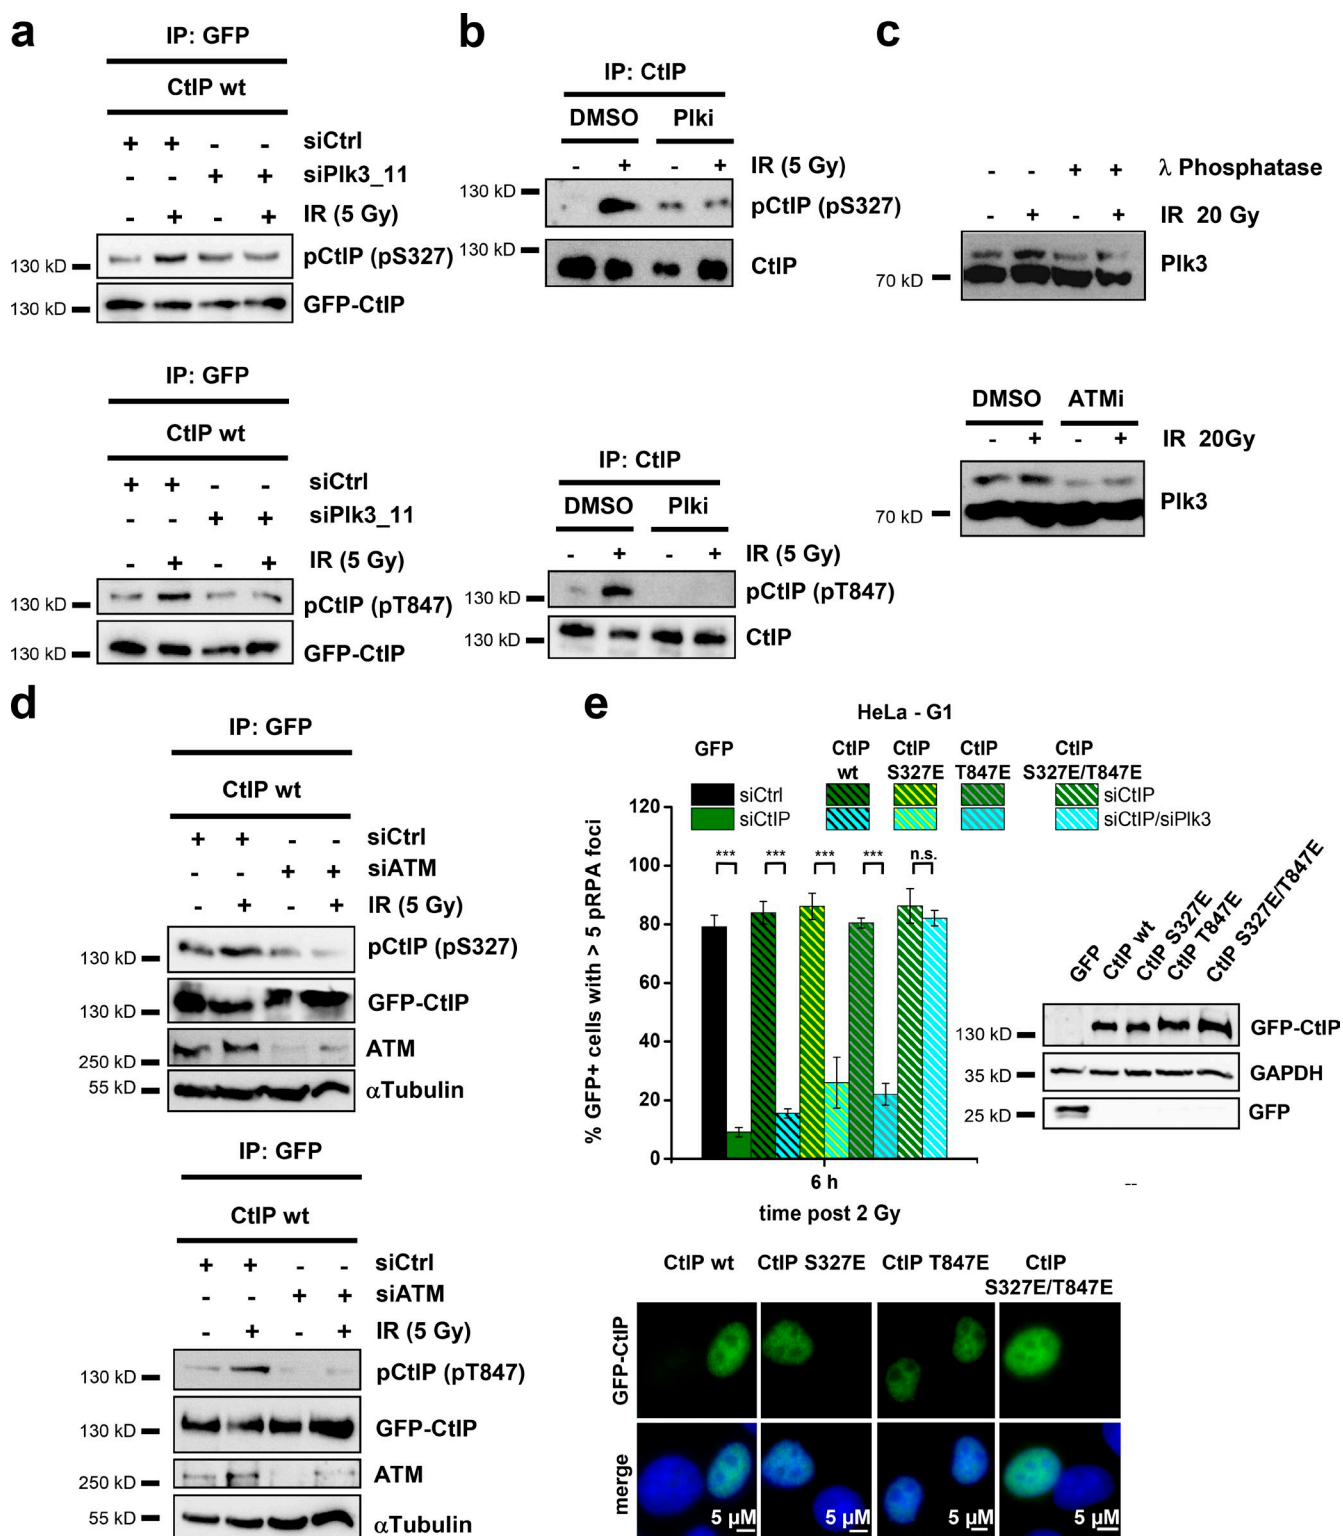 a
IP: GFP
CtIP wt
+ + - - siCtrl
- - + + siPlk3_11
- + - + IR (5 Gy)
130 kD pCtIP (pS327)
130 kD GFP-CtIP
IP: GFP
CtIP wt
+ + - - siCtrl
- - + + siPlk3_11
- + - + IR (5 Gy)
130 kD pCtIP (pT847)
130 kD GFP-CtIP
b
IP: CtIP
DMSO Plki
- + - + IR (5 Gy)
130 kD pCtIP (pS327)
130 kD CtIP
IP: CtIP
DMSO Plki
- + - + IR (5 Gy)
130 kD pCtIP (pT847)
130 kD CtIP
c
- - + + λ Phosphatase
- + - + IR 20 Gy
70 kD Plk3
DMSO ATMi
- + - + IR 20Gy
70 kD Plk3
d
IP: GFP
CtIP wt
+ + - - siCtrl
- - + + siATM
- + - + IR (5 Gy)
130 kD pCtIP (pS327)
130 kD GFP-CtIP
250 kD ATM
55 kD αTubulin
IP: GFP
CtIP wt
+ + - - siCtrl
- - + + siATM
- + - + IR (5 Gy)
130 kD pCtIP (pT847)
130 kD GFP-CtIP
250 kD ATM
55 kD αTubulin
e
HeLa - G1
GFP CtIP CtIP CtIP CtIP
wt S327E T847E S327E/T847E
siCtrl siCtIP
siCtIP siCtIP/siPlk3
% GFP+ cells with > 5 pRPA foci
120
100
80
60
40
20
0
*** *** *** *** n.s.
6 h
time post 2 Gy
GFP
CtIP wt
CtIP S327E
CtIP T847E
CtIP S327E/T847E
130 kD GFP-CtIP
35 kD GAPDH
25 kD GFP
--
CtIP wt CtIP S327E CtIP T847E CtIP
S327E/T847E
GFP-CtIP
merge
5 µM 5 µM 5 µM 5 µM